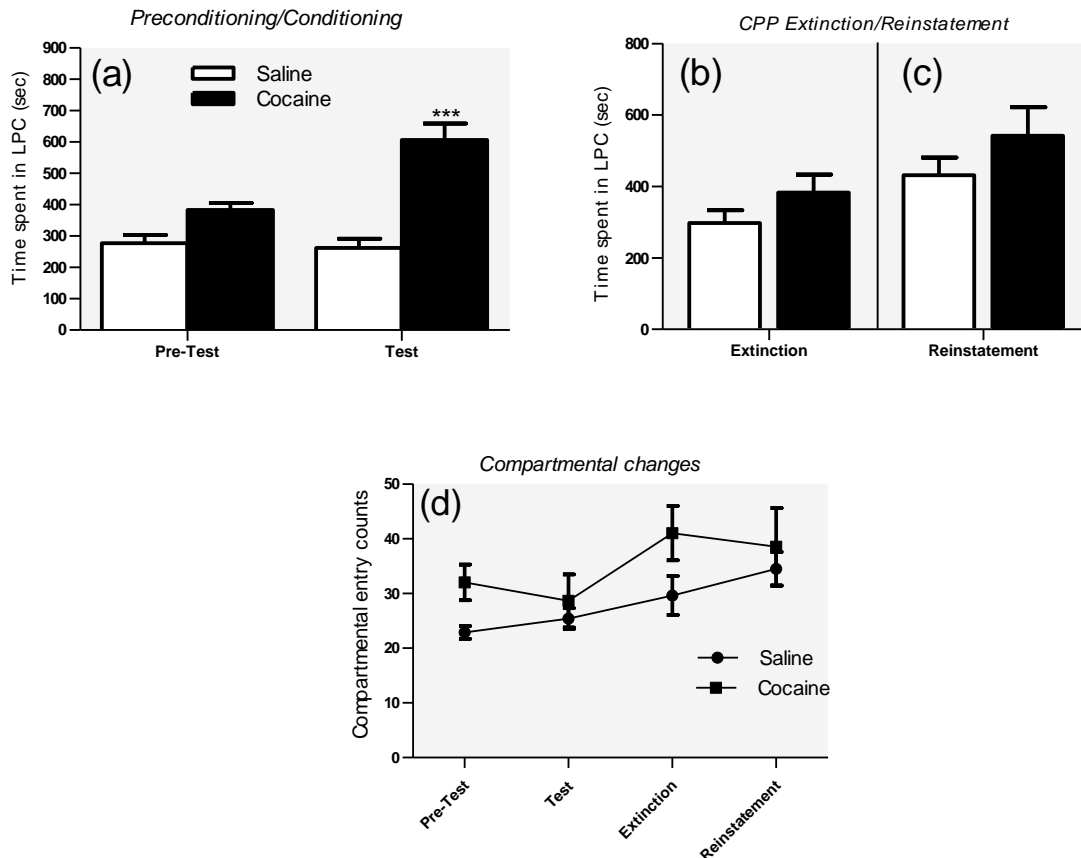 Preconditioning/Conditioning
(a)
Saline
Cocaine
***
Time spent in LPC (sec)
900
800
700
600
500
400
300
200
100
0
Pre-Test
Test
CPP Extinction/Reinstatement
(b)
(c)
Time spent in LPC (sec)
800
600
400
200
0
Extinction
Reinstatement
Compartmental changes
(d)
Compartmental entry counts
50
40
30
20
10
0
Saline
Cocaine
Pre-Test
Test
Extinction
Reinstatement